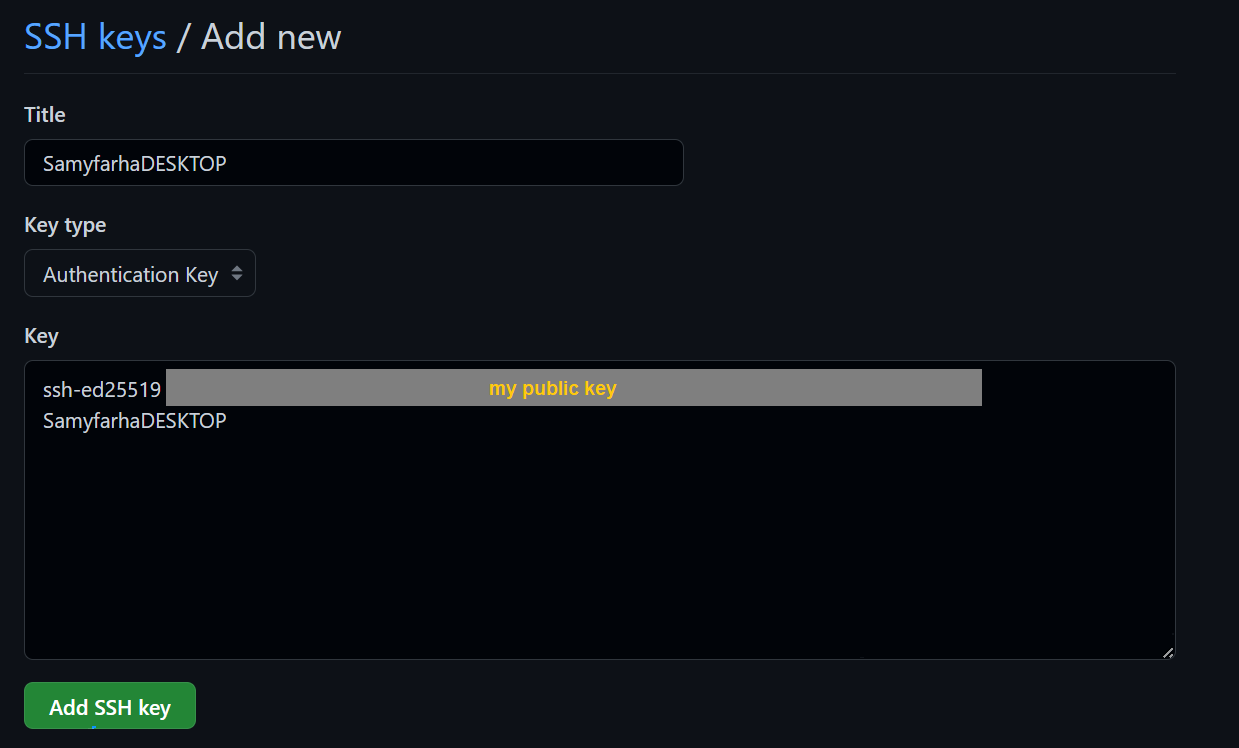 SSH keys / Add new
Title
SamyfarhaDESKTOP
Key type
Authentication Key
Key
ssh-ed25519 my public key
SamyfarhaDESKTOP
Add SSH key